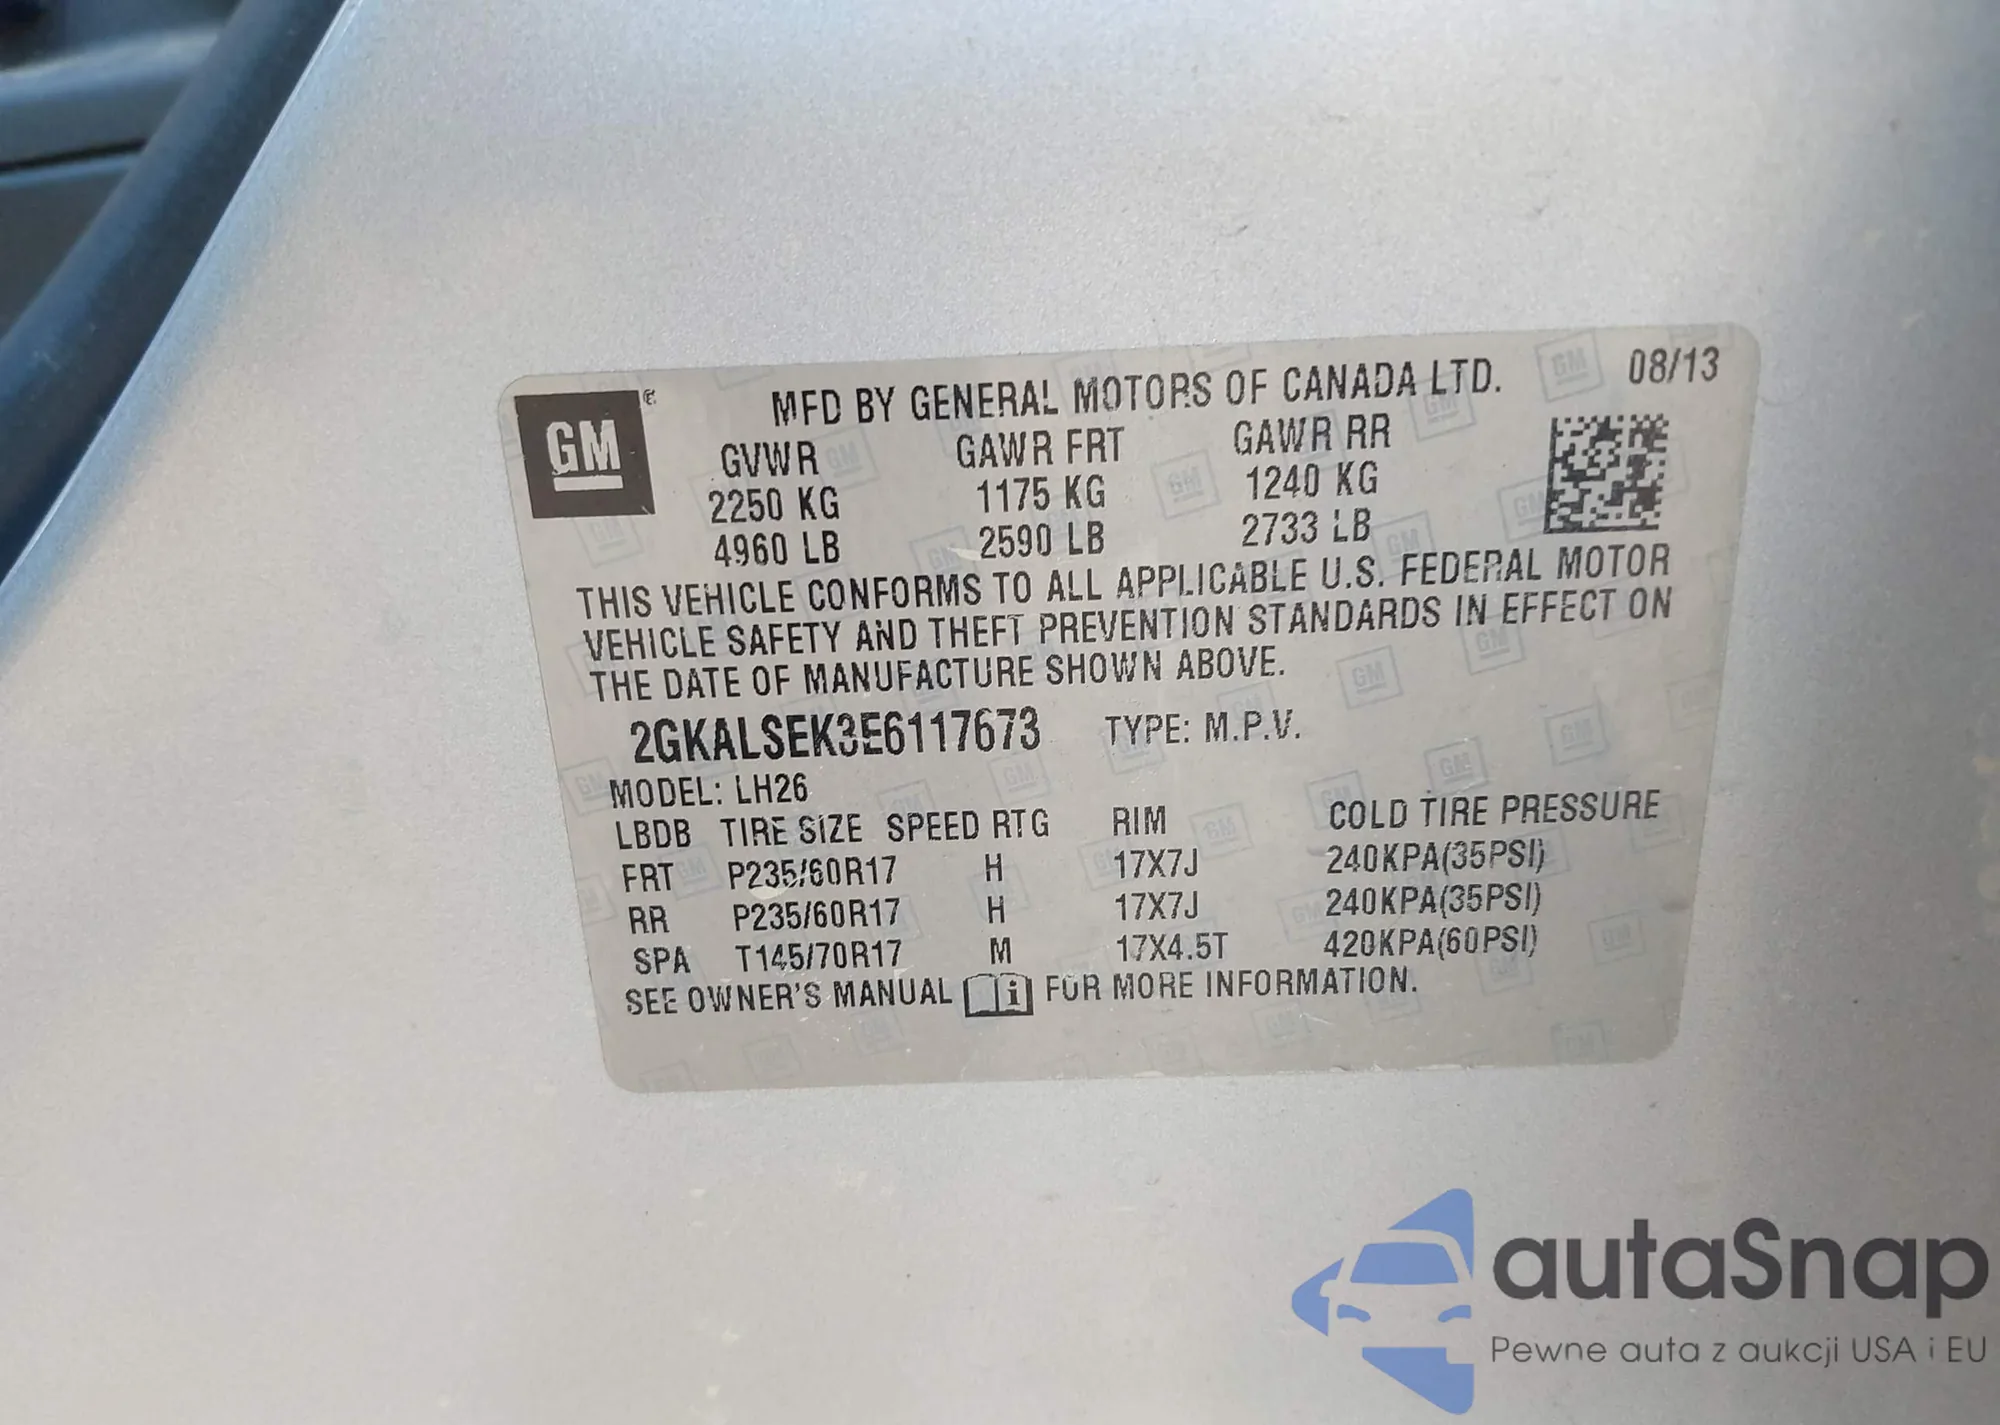 GM ®
MFD BY GENERAL MOTORS OF CANADA LTD. 08/13
GVWR GAWR FRT GAWR RR
2250 KG 1175 KG 1240 KG
4960 LB 2590 LB 2733 LB
THIS VEHICLE CONFORMS TO ALL APPLICABLE U.S. FEDERAL MOTOR
VEHICLE SAFETY AND THEFT PREVENTION STANDARDS IN EFFECT ON
THE DATE OF MANUFACTURE SHOWN ABOVE.
2GKALSEK3E6117673 TYPE: M.P.V.
MODEL: LH26
LBDB TIRE SIZE SPEED RTG RIM COLD TIRE PRESSURE
FRT P235/60R17 H 17X7J 240KPA(35PSI)
RR P235/60R17 H 17X7J 240KPA(35PSI)
SPA T145/70R17 M 17X4.5T 420KPA(60PSI)
SEE OWNER'S MANUAL i FOR MORE INFORMATION.
autaSnap
Pewne auta z aukcji USA i EU